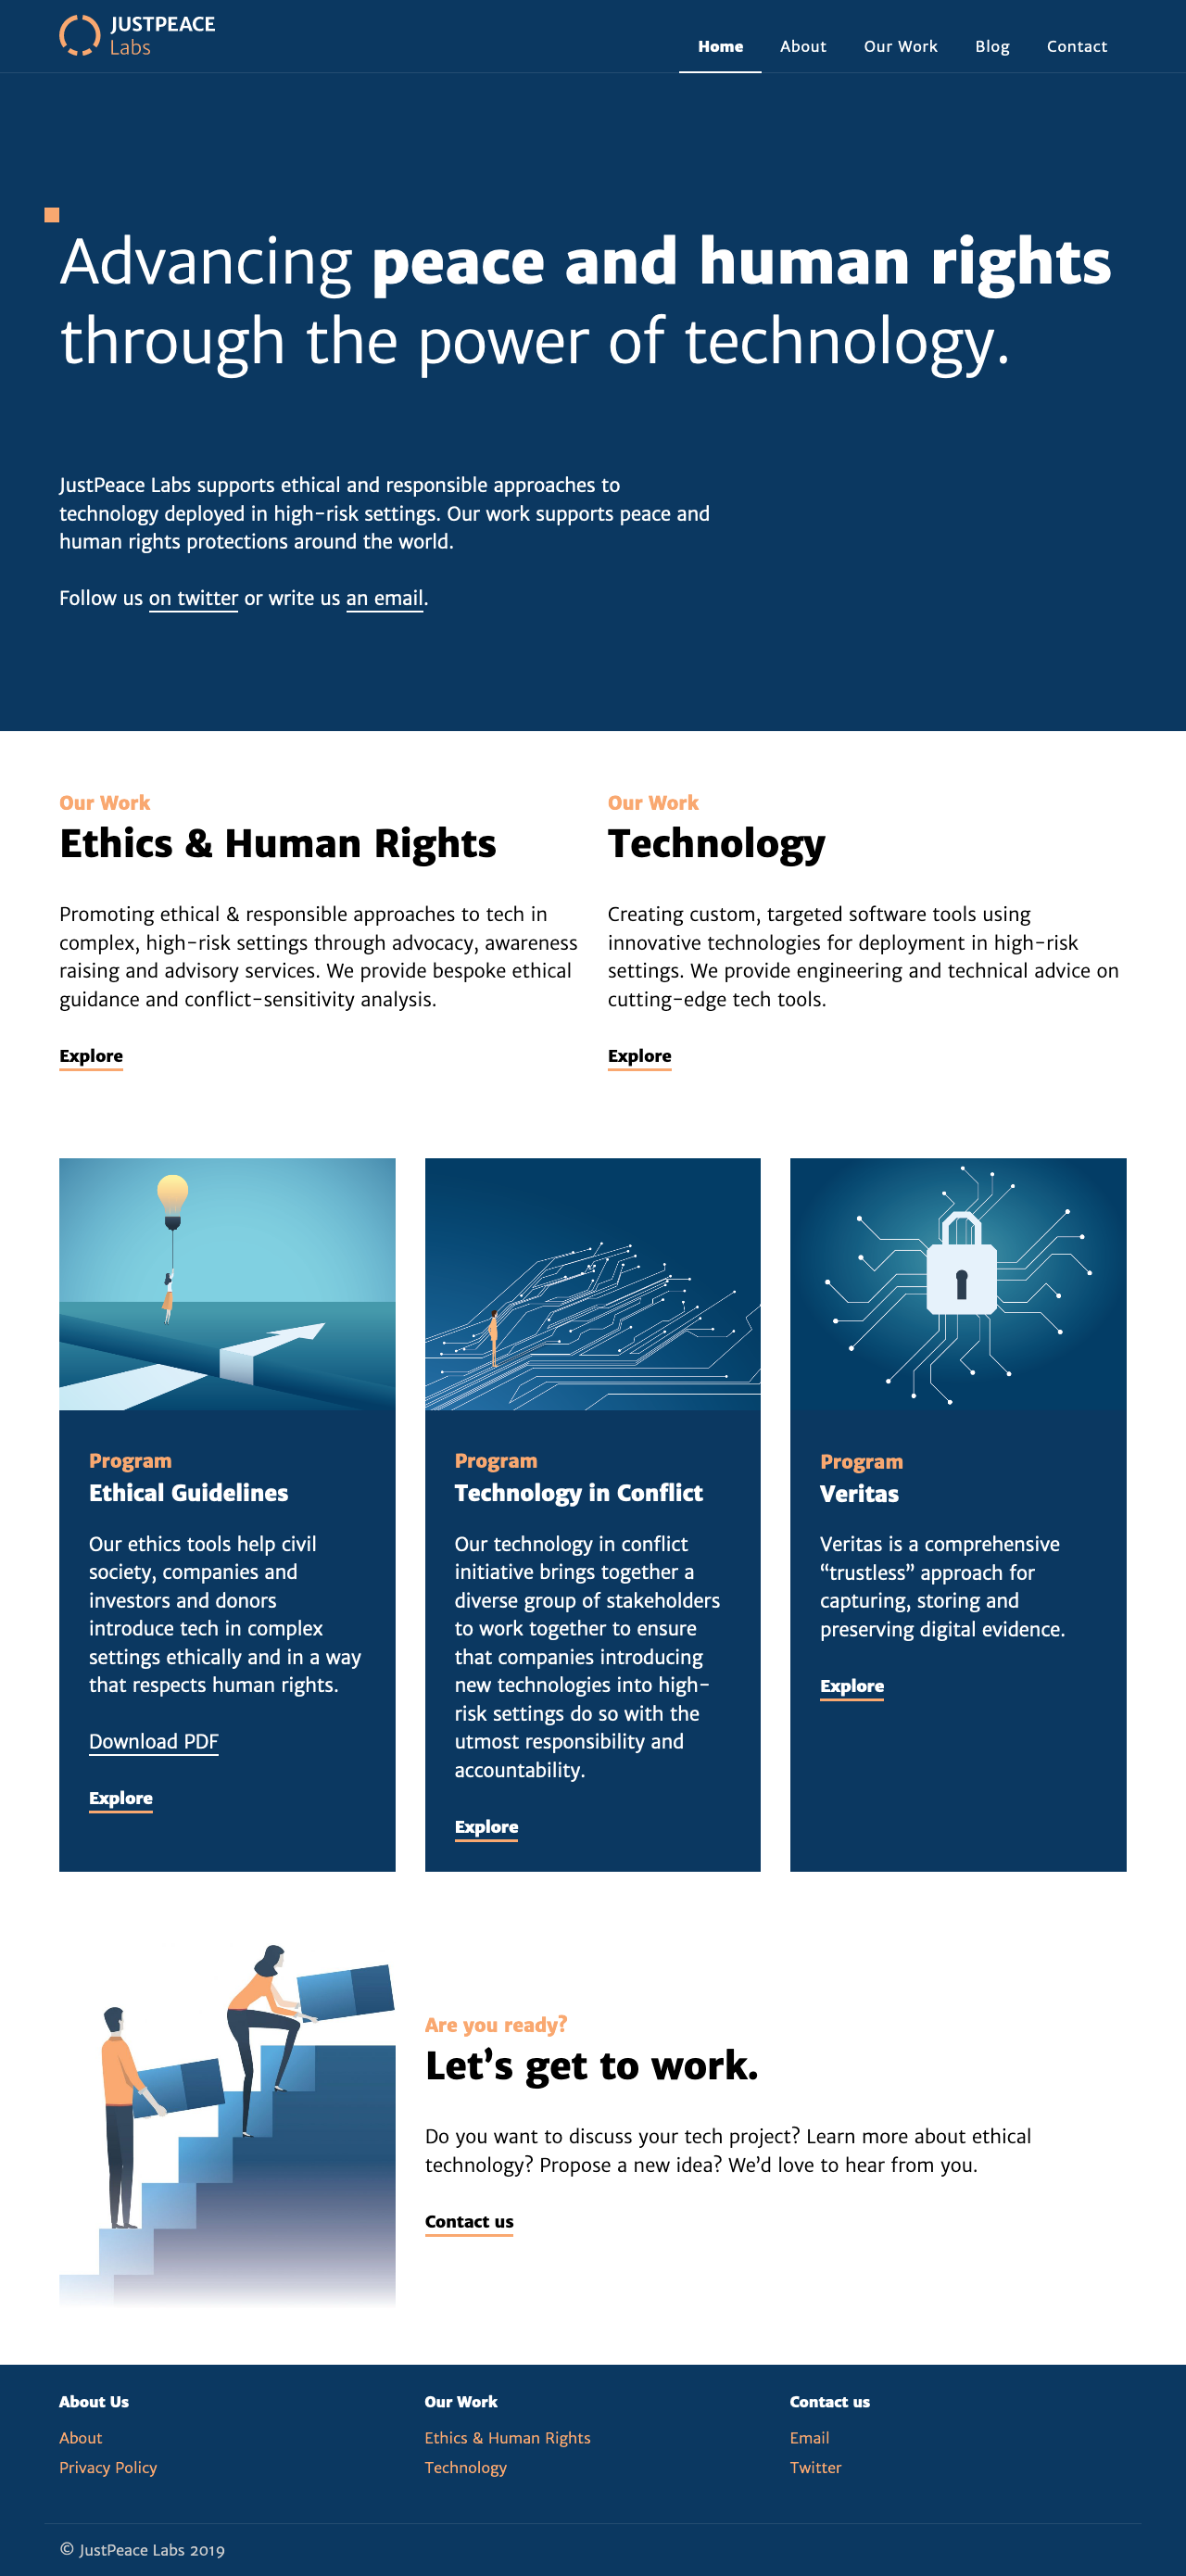 JUSTPEACE
Labs
Home
About
Our Work
Blog
Contact
Advancing peace and human rights
through the power of technology.
JustPeace Labs supports ethical and responsible approaches to
technology deployed in high-risk settings. Our work supports peace and
human rights protections around the world.
Follow us on twitter or write us an email.
Our Work
Ethics & Human Rights
Promoting ethical & responsible approaches to tech in
complex, high-risk settings through advocacy, awareness
raising and advisory services. We provide bespoke ethical
guidance and conflict-sensitivity analysis.
Explore
Our Work
Technology
Creating custom, targeted software tools using
innovative technologies for deployment in high-risk
settings. We provide engineering and technical advice on
cutting-edge tech tools.
Explore
Program
Ethical Guidelines
Our ethics tools help civil
society, companies and
investors and donors
introduce tech in complex
settings ethically and in a way
that respects human rights.
Download PDF
Explore
Program
Technology in Conflict
Our technology in conflict
initiative brings together a
diverse group of stakeholders
to work together to ensure
that companies introducing
new technologies into high-
risk settings do so with the
utmost responsibility and
accountability.
Explore
Program
Veritas
Veritas is a comprehensive
“trustless” approach for
capturing, storing and
preserving digital evidence.
Explore
Are you ready?
Let’s get to work.
Do you want to discuss your tech project? Learn more about ethical
technology? Propose a new idea? We’d love to hear from you.
Contact us
About Us
About
Privacy Policy
Our Work
Ethics & Human Rights
Technology
Contact us
Email
Twitter
© JustPeace Labs 2019